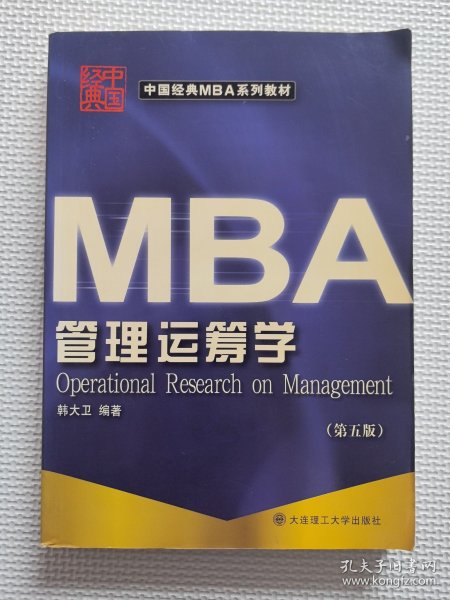 中国经典
中国经典MBA系列教材
MBA
管理运筹学
Operational Research on Management
韩大卫 编著
(第五版)
大连理工大学出版社
孔夫子旧书网
www.kongfz.com